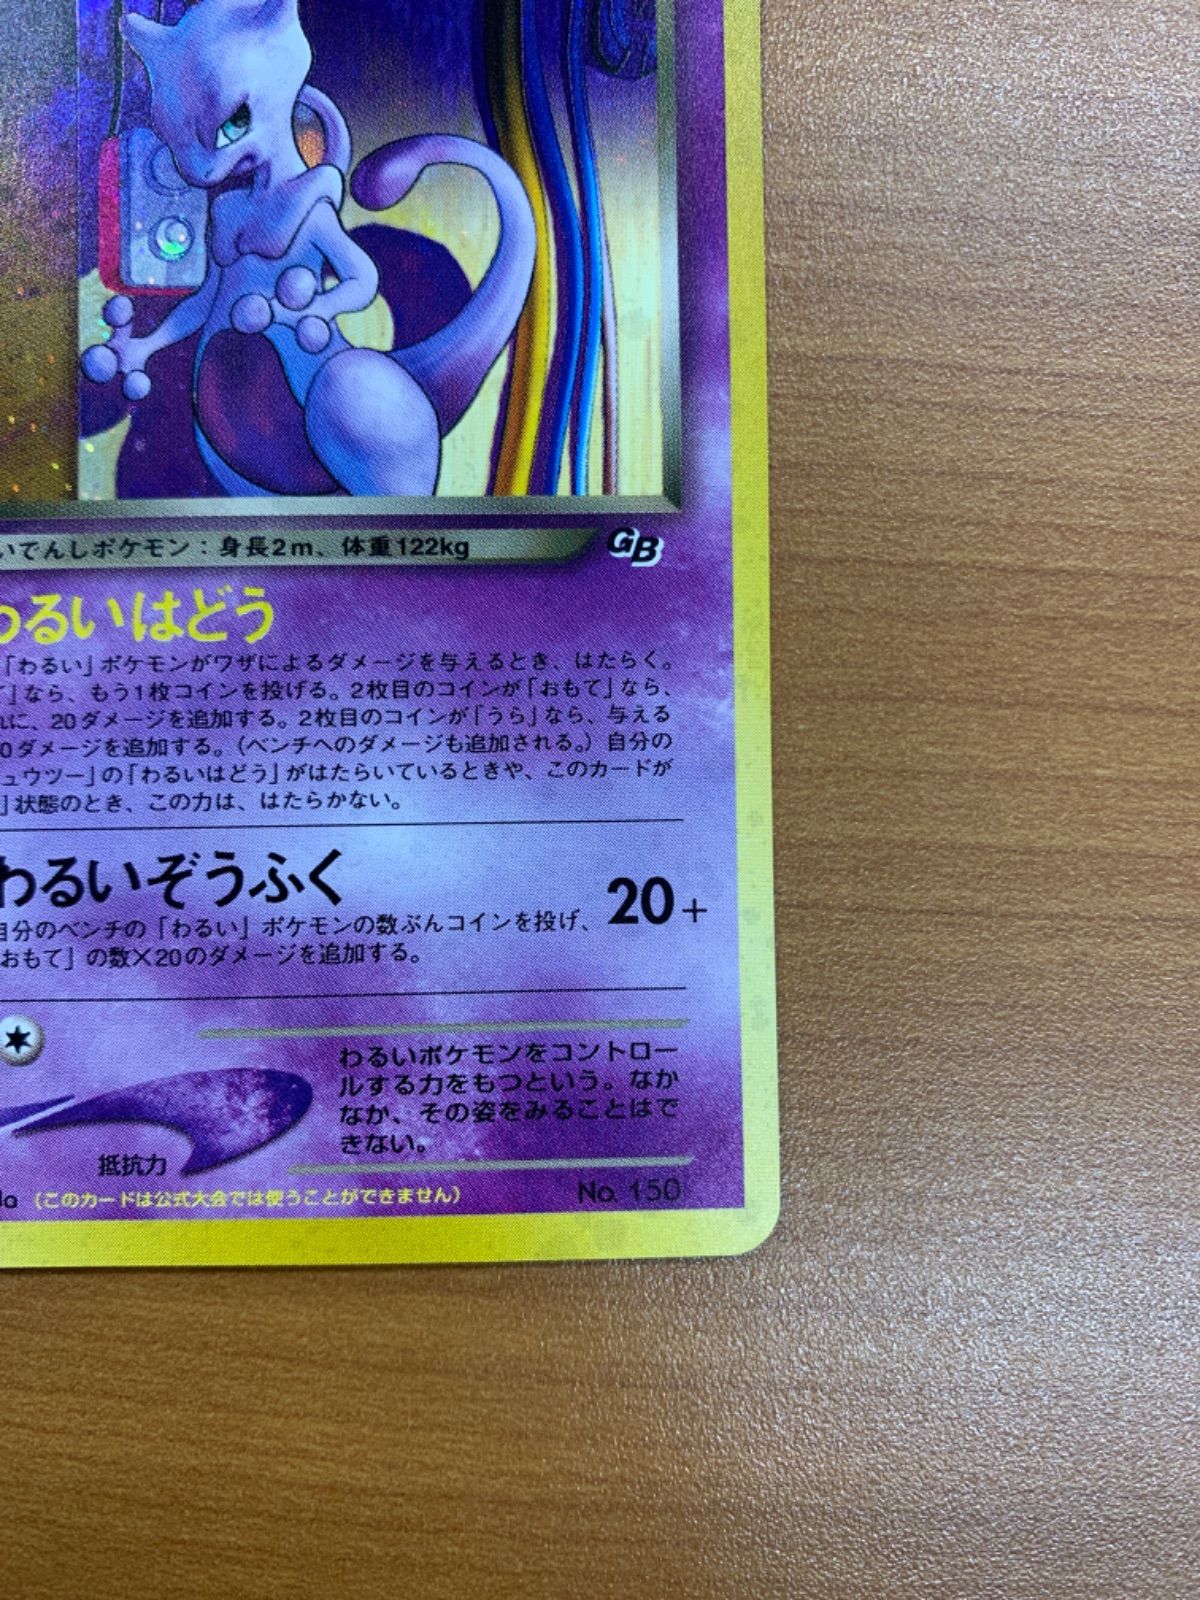 いでんしポケモン：身長2m、体重122kg
GB
わるいはどう
「わるい」ポケモンがワザによるダメージを与えるとき、はたらく。
」なら、もう1枚コインを投げる。2枚目のコインが「おもて」なら、
れに、20ダメージを追加する。2枚目のコインが「うら」なら、与える
0ダメージを追加する。（ベンチへのダメージも追加される。）自分の
ュウツー」の「わるいはどう」がはたらいているときや、このカードが
」状態のとき、この力は、はたらかない。
わるいぞうふく
20+
自分のベンチの「わるい」ポケモンの数ぶんコインを投げ、
おもて」の数×20のダメージを追加する。
わるいポケモンをコントロー
ルする力をもつという。なか
なか、その姿をみることはで
きない。
抵抗力
（このカードは公式大会では使うことができません）
No. 150